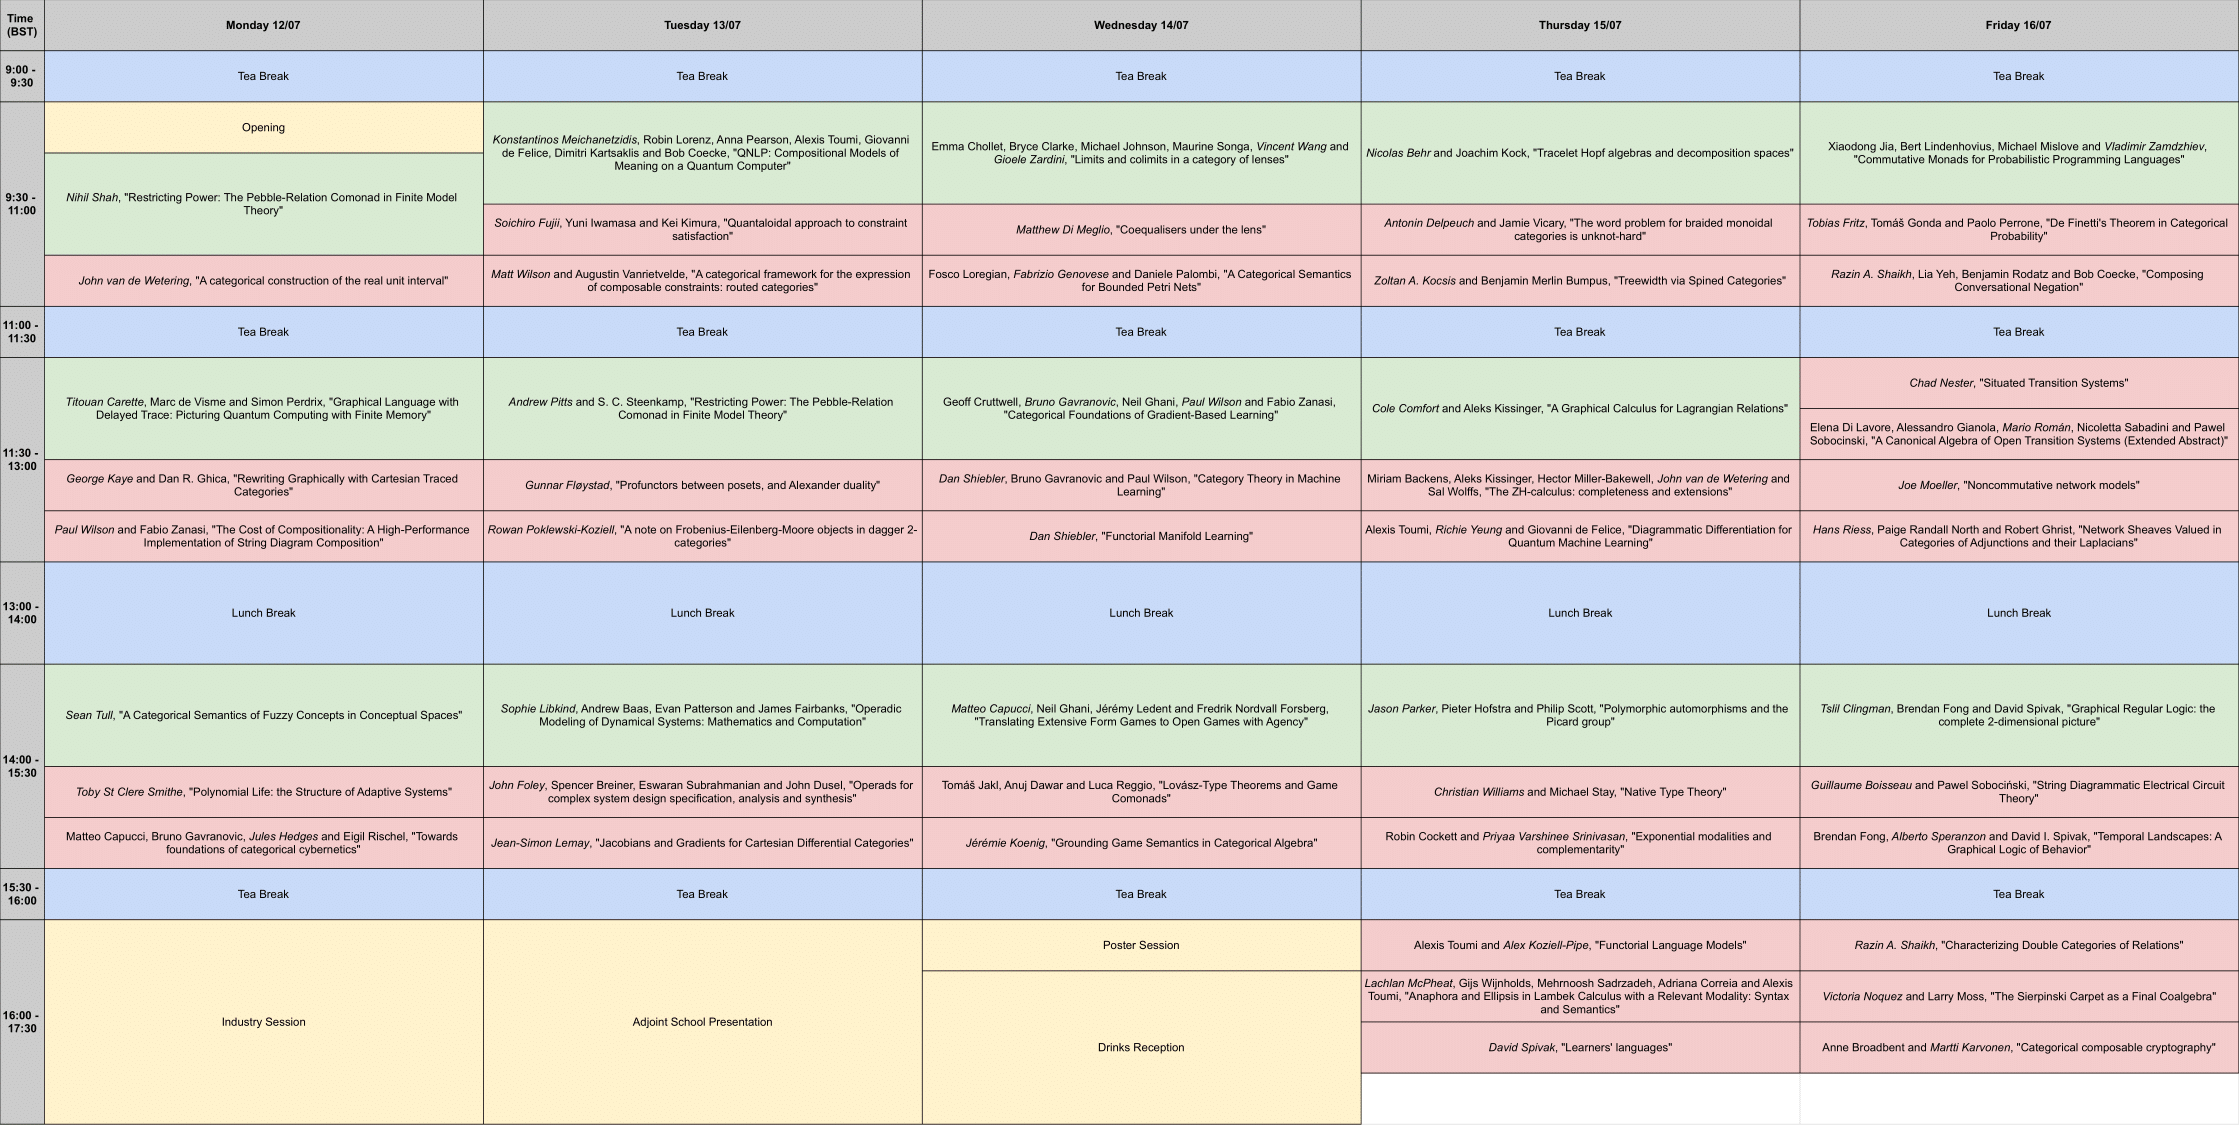 Time
(BST)
Monday 12/07
Tuesday 13/07
Wednesday 14/07
Thursday 15/07
Friday 16/07
9:00 -
9:30
Tea Break
Tea Break
Tea Break
Tea Break
Tea Break
9:30 -
11:00
Opening
Nihil Shah, "Restricting Power: The Pebble-Relation Comonad in Finite Model
Theory"
John van de Wetering, "A categorical construction of the real unit interval"
Konstantinos Meichanetzidis, Robin Lorenz, Anna Pearson, Alexis Toumi, Giovanni
de Felice, Dimitri Kartsaklis and Bob Coecke, "QNLP: Compositional Models of
Meaning on a Quantum Computer"
Soichiro Fujii, Yuni Iwamasa and Kei Kimura, "Quantaloidal approach to constraint
satisfaction"
Matt Wilson and Augustin Vanrietvelde, "A categorical framework for the expression
of composable constraints: routed categories"
Emma Chollet, Bryce Clarke, Michael Johnson, Maurine Songa, Vincent Wang and
Gioele Zardini, "Limits and colimits in a category of lenses"
Matthew Di Meglio, "Coequalisers under the lens"
Fosco Loregian, Fabrizio Genovese and Daniele Palombi, "A Categorical Semantics
for Bounded Petri Nets"
Nicolas Behr and Joachim Kock, "Tracelet Hopf algebras and decomposition spaces"
Antonin Delpeuch and Jamie Vicary, "The word problem for braided monoidal
categories is unknot-hard"
Zoltan A. Kocsis and Benjamin Merlin Bumpus, "Treewidth via Spined Categories"
Xiaodong Jia, Bert Lindenhovius, Michael Mislove and Vladimir Zamdzhiev,
"Commutative Monads for Probabilistic Programming Languages"
Tobias Fritz, Tomáš Gonda and Paolo Perrone, "De Finetti's Theorem in Categorical
Probability"
Razin A. Shaikh, Lia Yeh, Benjamin Rodatz and Bob Coecke, "Composing
Conversational Negation"
11:00 -
11:30
Tea Break
Tea Break
Tea Break
Tea Break
Tea Break
11:30 -
13:00
Titouan Carette, Marc de Visme and Simon Perdrix, "Graphical Language with
Delayed Trace: Picturing Quantum Computing with Finite Memory"
George Kaye and Dan R. Ghica, "Rewriting Graphically with Cartesian Traced
Categories"
Paul Wilson and Fabio Zanasi, "The Cost of Compositionality: A High-Performance
Implementation of String Diagram Composition"
Andrew Pitts and S. C. Steenkamp, "Restricting Power: The Pebble-Relation
Comonad in Finite Model Theory"
Gunnar Fløystad, "Profunctors between posets, and Alexander duality"
Rowan Poklewski-Koziell, "A note on Frobenius-Eilenberg-Moore objects in dagger 2-
categories"
Geoff Cruttwell, Bruno Gavranovic, Neil Ghani, Paul Wilson and Fabio Zanasi,
"Categorical Foundations of Gradient-Based Learning"
Dan Shiebler, Bruno Gavranovic and Paul Wilson, "Category Theory in Machine
Learning"
Dan Shiebler, "Functorial Manifold Learning"
Cole Comfort and Aleks Kissinger, "A Graphical Calculus for Lagrangian Relations"
Miriam Backens, Aleks Kissinger, Hector Miller-Bakewell, John van de Wetering and
Sal Wolffs, "The ZH-calculus: completeness and extensions"
Alexis Toumi, Richie Yeung and Giovanni de Felice, "Diagrammatic Differentiation for
Quantum Machine Learning"
Chad Nester, "Situated Transition Systems"
Elena Di Lavore, Alessandro Gianola, Mario Román, Nicoletta Sabadini and Pawel
Sobocinski, "A Canonical Algebra of Open Transition Systems (Extended Abstract)"
Joe Moeller, "Noncommutative network models"
Hans Riess, Paige Randall North and Robert Ghrist, "Network Sheaves Valued in
Categories of Adjunctions and their Laplacians"
13:00 -
14:00
Lunch Break
Lunch Break
Lunch Break
Lunch Break
Lunch Break
14:00 -
15:30
Sean Tull, "A Categorical Semantics of Fuzzy Concepts in Conceptual Spaces"
Toby St Clere Smithe, "Polynomial Life: the Structure of Adaptive Systems"
Matteo Capucci, Bruno Gavranovic, Jules Hedges and Eigil Rischel, "Towards
foundations of categorical cybernetics"
Sophie Libkind, Andrew Baas, Evan Patterson and James Fairbanks, "Operadic
Modeling of Dynamical Systems: Mathematics and Computation"
John Foley, Spencer Breiner, Eswaran Subrahmanian and John Dusel, "Operads for
complex system design specification, analysis and synthesis"
Jean-Simon Lemay, "Jacobians and Gradients for Cartesian Differential Categories"
Matteo Capucci, Neil Ghani, Jérémy Ledent and Fredrik Nordvall Forsberg,
"Translating Extensive Form Games to Open Games with Agency"
Tomáš Jakl, Anuj Dawar and Luca Reggio, "Lovász-Type Theorems and Game
Comonads"
Jérémie Koenig, "Grounding Game Semantics in Categorical Algebra"
Jason Parker, Pieter Hofstra and Philip Scott, "Polymorphic automorphisms and the
Picard group"
Christian Williams and Michael Stay, "Native Type Theory"
Robin Cockett and Priyaa Varshinee Srinivasan, "Exponential modalities and
complementarity"
Tslil Clingman, Brendan Fong and David Spivak, "Graphical Regular Logic: the
complete 2-dimensional picture"
Guillaume Boisseau and Pawel Sobociński, "String Diagrammatic Electrical Circuit
Theory"
Brendan Fong, Alberto Speranzon and David I. Spivak, "Temporal Landscapes: A
Graphical Logic of Behavior"
15:30 -
16:00
Tea Break
Tea Break
Tea Break
Tea Break
Tea Break
16:00 -
17:30
Industry Session
Adjoint School Presentation
Poster Session
Drinks Reception
Alexis Toumi and Alex Koziell-Pipe, "Functorial Language Models"
Lachlan McPheat, Gijs Wijnholds, Mehrnoosh Sadrzadeh, Adriana Correia and Alexis
Toumi, "Anaphora and Ellipsis in Lambek Calculus with a Relevant Modality: Syntax
and Semantics"
David Spivak, "Learners' languages"
Razin A. Shaikh, "Characterizing Double Categories of Relations"
Victoria Noquez and Larry Moss, "The Sierpinski Carpet as a Final Coalgebra"
Anne Broadbent and Martti Karvonen, "Categorical composable cryptography"